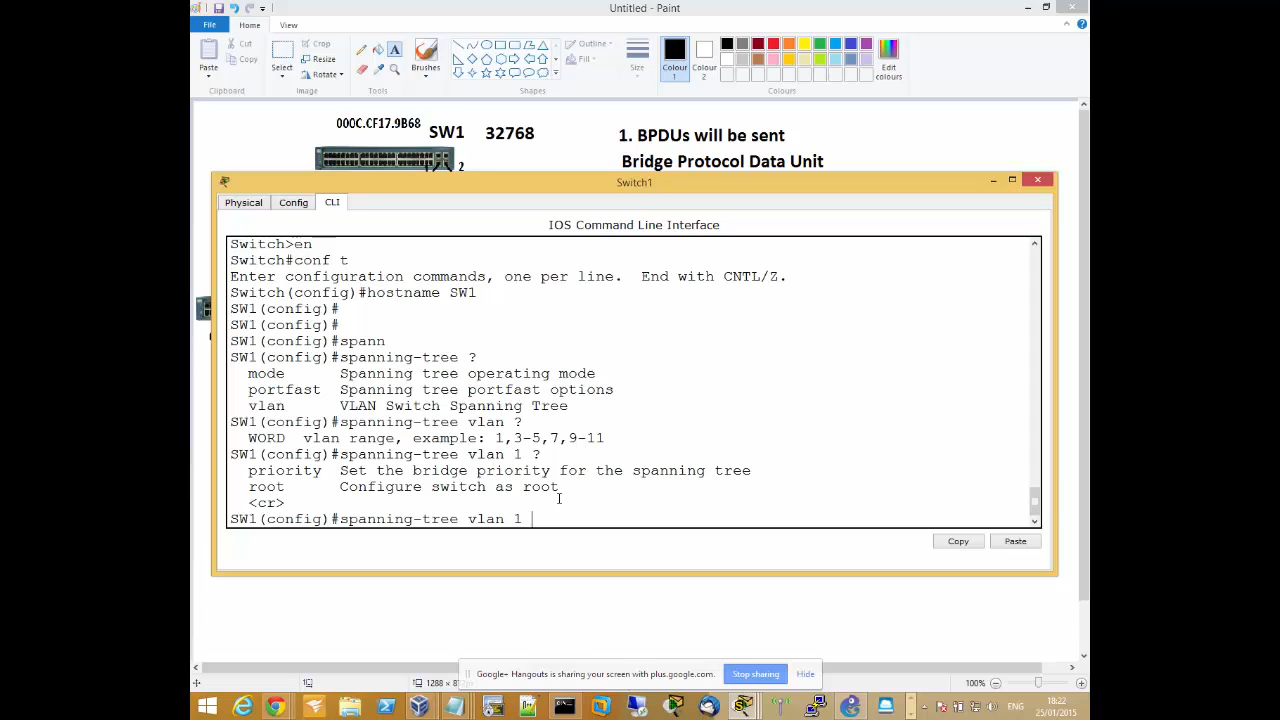 Untitled - Paint
File Home View
Paste
Cut
Copy
Clipboard
Select
Crop
Resize
Rotate
Image
Tools
Brushes
Shapes
Outline
Fill
Size
Colour 1
Colour 2
Edit colours
Colours
000C.CF17.9B68 SW1 32768 1. BPDUs will be sent
2
Bridge Protocol Data Unit
Switch1
Physical Config CLI
IOS Command Line Interface
Switch>en
Switch#conf t
Enter configuration commands, one per line. End with CNTL/Z.
Switch(config)#hostname SW1
SW1(config)#
SW1(config)#
SW1(config)#spann
SW1(config)#spanning-tree ?
mode Spanning tree operating mode
portfast Spanning tree portfast options
vlan VLAN Switch Spanning Tree
SW1(config)#spanning-tree vlan ?
WORD vlan range, example: 1,3-5,7,9-11
SW1(config)#spanning-tree vlan 1 ?
priority Set the bridge priority for the spanning tree
root Configure switch as root
<cr>
SW1(config)#spanning-tree vlan 1
Copy Paste
Google+ Hangouts is sharing your screen with plus.google.com. Stop sharing Hide
1288 × 81
100%
ENG
18:22
25/01/2015